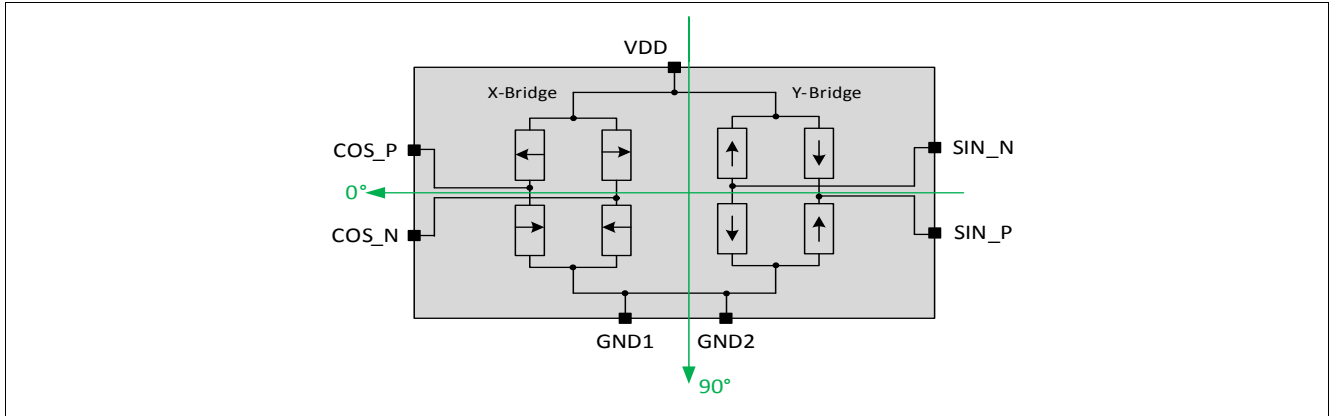 VDD
X-Bridge Y-Bridge
COS_P SIN_N
0°
COS_N SIN_P
GND1 GND2
90°